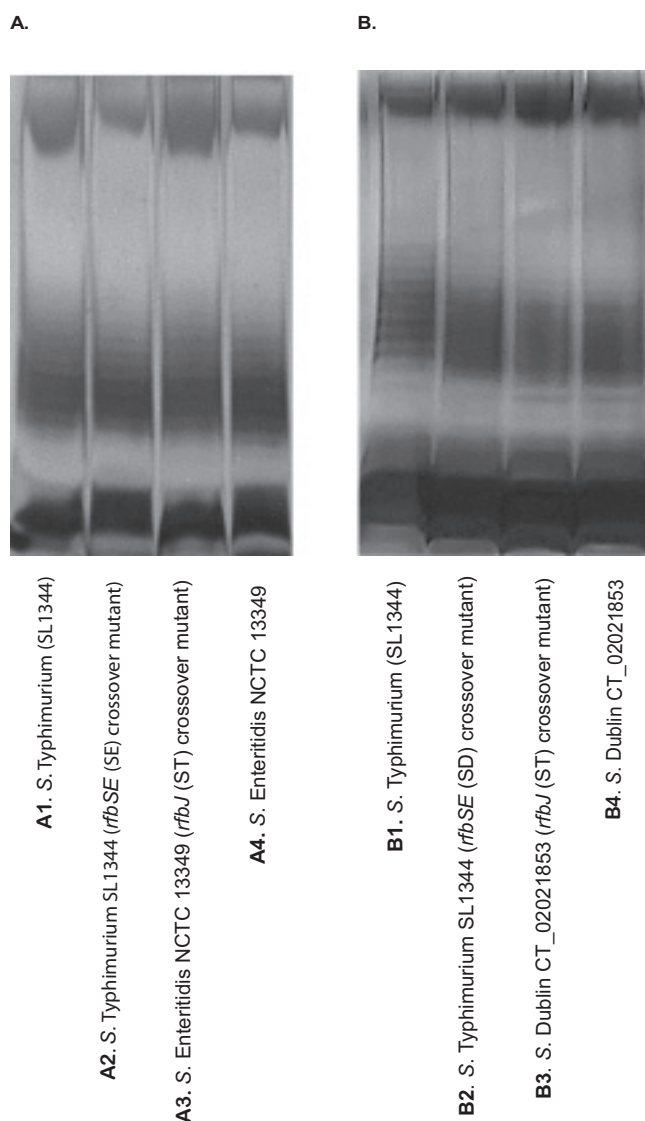 A.
B.
A1. S. Typhimurium (SL1344)
A2. S. Typhimurium SL1344 (rfbSE (SE) crossover mutant)
A3. S. Enteritidis NCTC 13349 (rfbJ (ST) crossover mutant)
A4. S. Enteritidis NCTC 13349
B1. S. Typhimurium (SL1344)
B2. S. Typhimurium SL1344 (rfbSE (SD) crossover mutant)
B3. S. Dublin CT_02021853 (rfbJ (ST) crossover mutant)
B4. S. Dublin CT_02021853